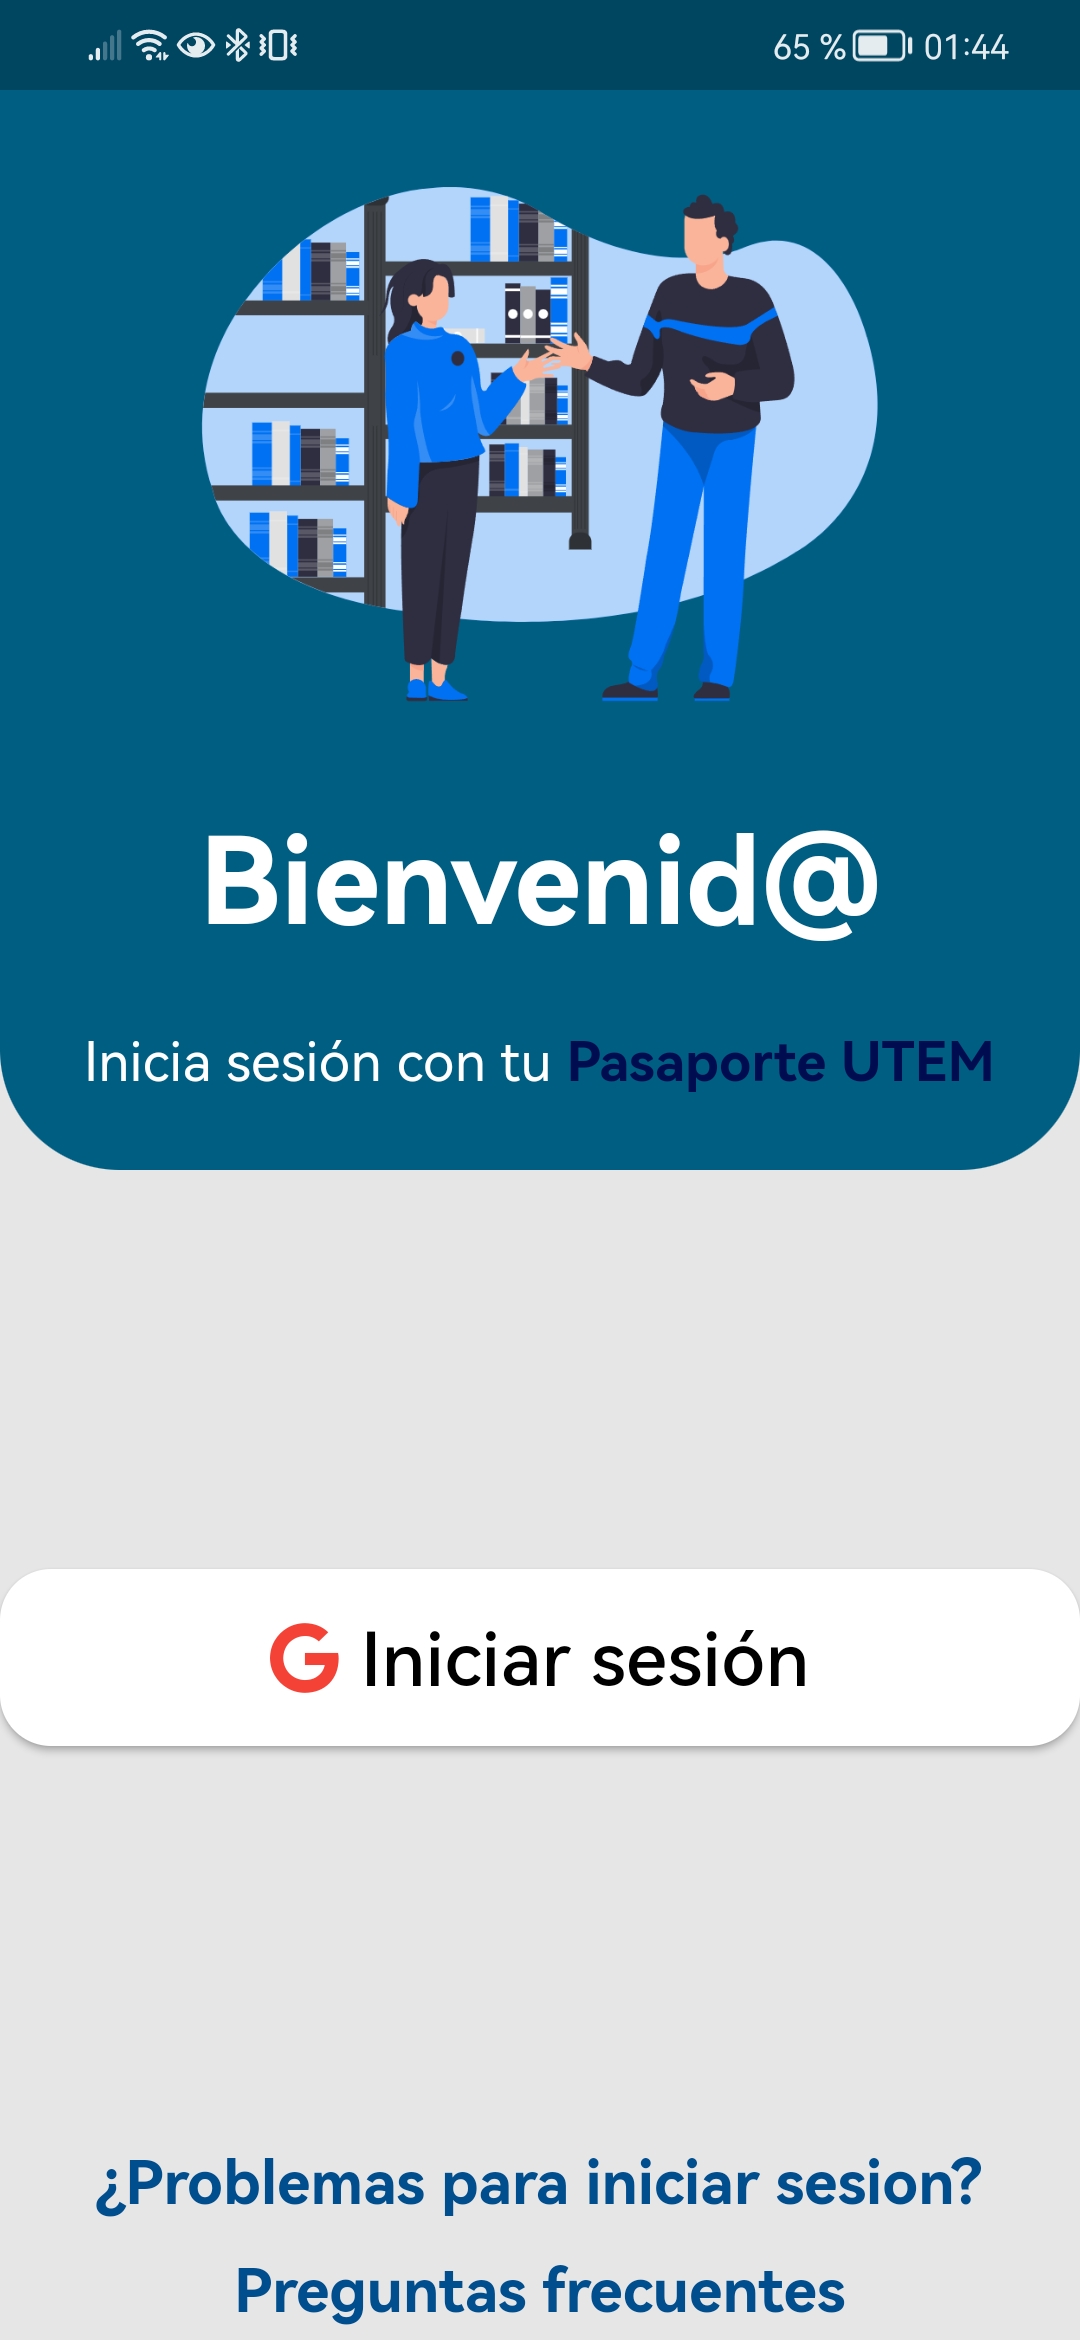 65 % 01:44
Bienvenid@
Inicia sesión con tu Pasaporte UTEM
Iniciar sesión
¿Problemas para iniciar sesion?
Preguntas frecuentes